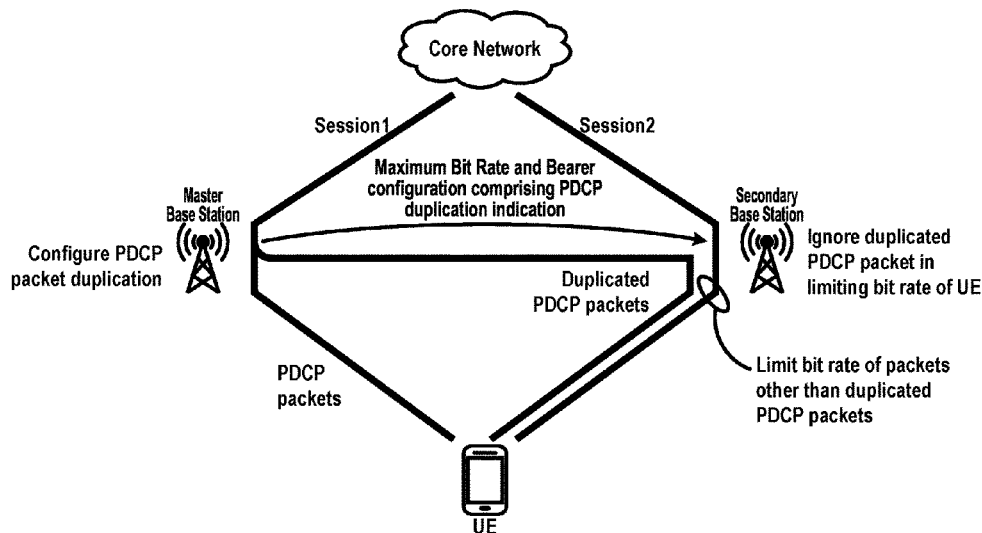 Core Network
Session1
Session2
Maximum Bit Rate and Bearer
configuration comprising PDCP
duplication indication
Master
Base Station
Secondary
Base Station
Configure PDCP
packet duplication
Ignore duplicated
PDCP packet in
limiting bit rate of UE
Duplicated
PDCP packets
PDCP
packets
Limit bit rate of packets
other than duplicated
PDCP packets
UE